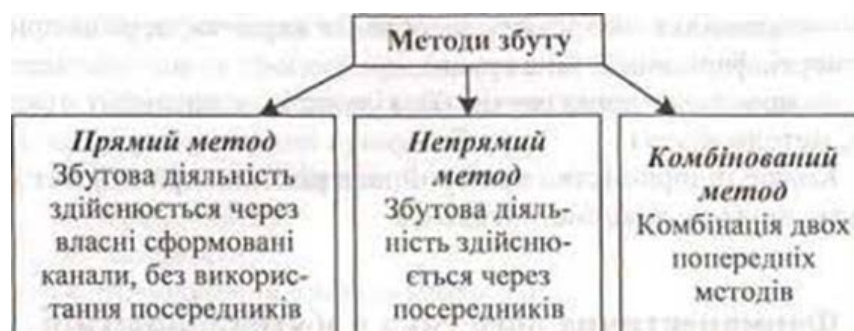 Методи збуту
Прямий метод
Збутова діяльність
здійснюється через
власні сформовані
канали, без викорис-
тання посередників
Непрямий
метод
Збутова діяль-
ність здійсню-
ється через
посередників
Комбінований
метод
Комбінація двох
попередніх
методів